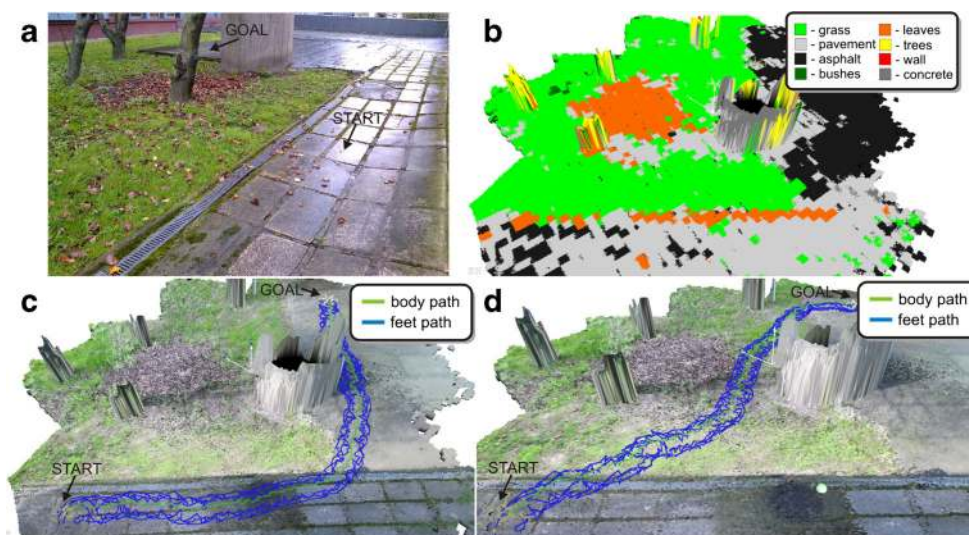 a
GOAL
START
b
- grass
- leaves
- pavement
- trees
- asphalt
- wall
- bushes
- concrete
c
GOAL
body path
feet path
START
d
GOAL
body path
feet path
START